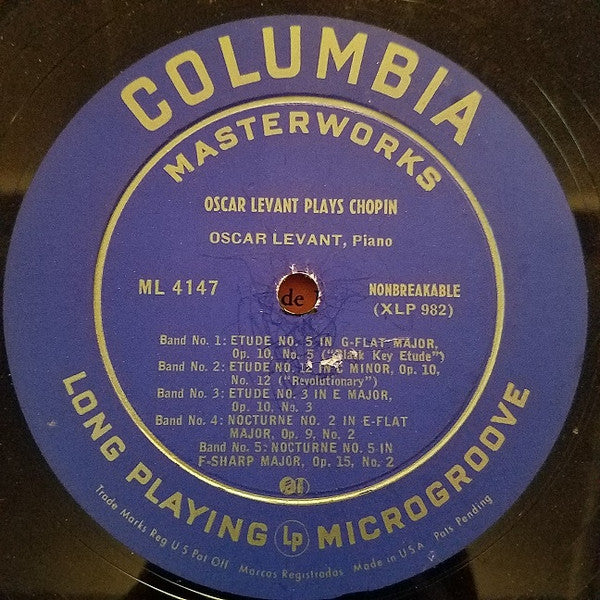 COLUMBIA
MASTERWORKS
OSCAR LEVANT PLAYS CHOPIN
OSCAR LEVANT, Piano
ML 4147
de
NONBREAKABLE
(XLP 982)
Band No. 1: ETUDE NO. 5 IN G-FLAT MAJOR,
Op. 10, No. 5 ("Black Key Etude")
Band No. 2: ETUDE NO. 12 IN C MINOR, Op. 10,
No. 12 ("Revolutionary")
Band No. 3: ETUDE NO. 3 IN E MAJOR,
Op. 10, No. 3
Band No. 4: NOCTURNE NO. 2 IN E-FLAT
MAJOR, Op. 9, No. 2
Band No. 5: NOCTURNE NO. 5 IN
F-SHARP MAJOR, Op. 15, No. 2
LONG PLAYING Lp MICROGROOVE
Trade Marks Reg U S Pat Off Marcas Registradas Made in U.S.A. Pats Pending